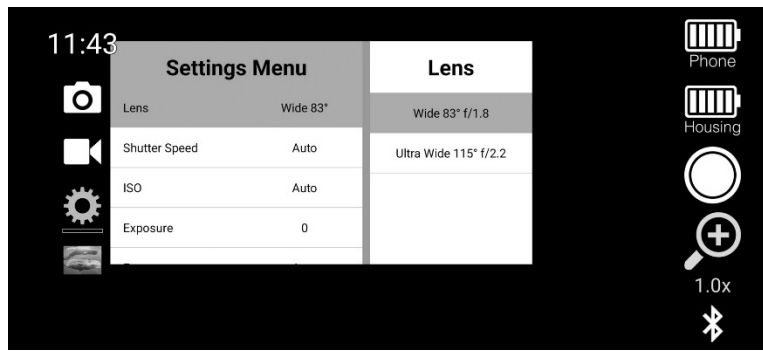 11:43
Settings Menu
Lens Wide 83°
Shutter Speed Auto
ISO Auto
Exposure 0
Lens
Wide 83° f/1.8
Ultra Wide 115° f/2.2
Phone
Housing
1.0x